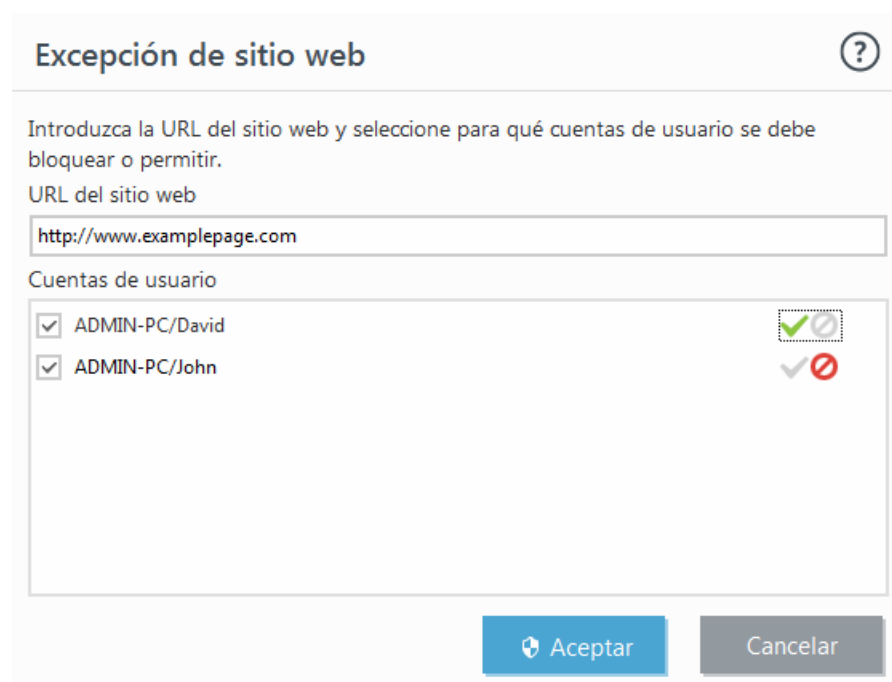 Excepción de sitio web
?
Introduzca la URL del sitio web y seleccione para qué cuentas de usuario se debe
bloquear o permitir.
URL del sitio web
http://www.examplepage.com
Cuentas de usuario
ADMIN-PC/David
ADMIN-PC/John
Aceptar
Cancelar